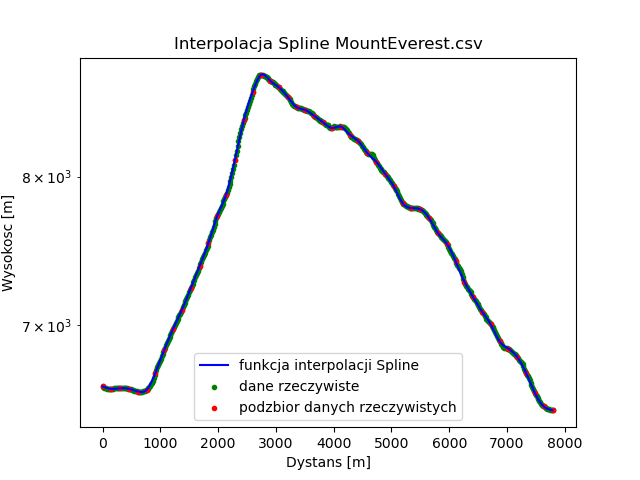 Interpolacja Spline MountEverest.csv
Wysokosc [m]
8 × 10³
7 × 10³
funkcja interpolacji Spline
dane rzeczywiste
podzbior danych rzeczywistych
0 1000 2000 3000 4000 5000 6000 7000 8000
Dystans [m]